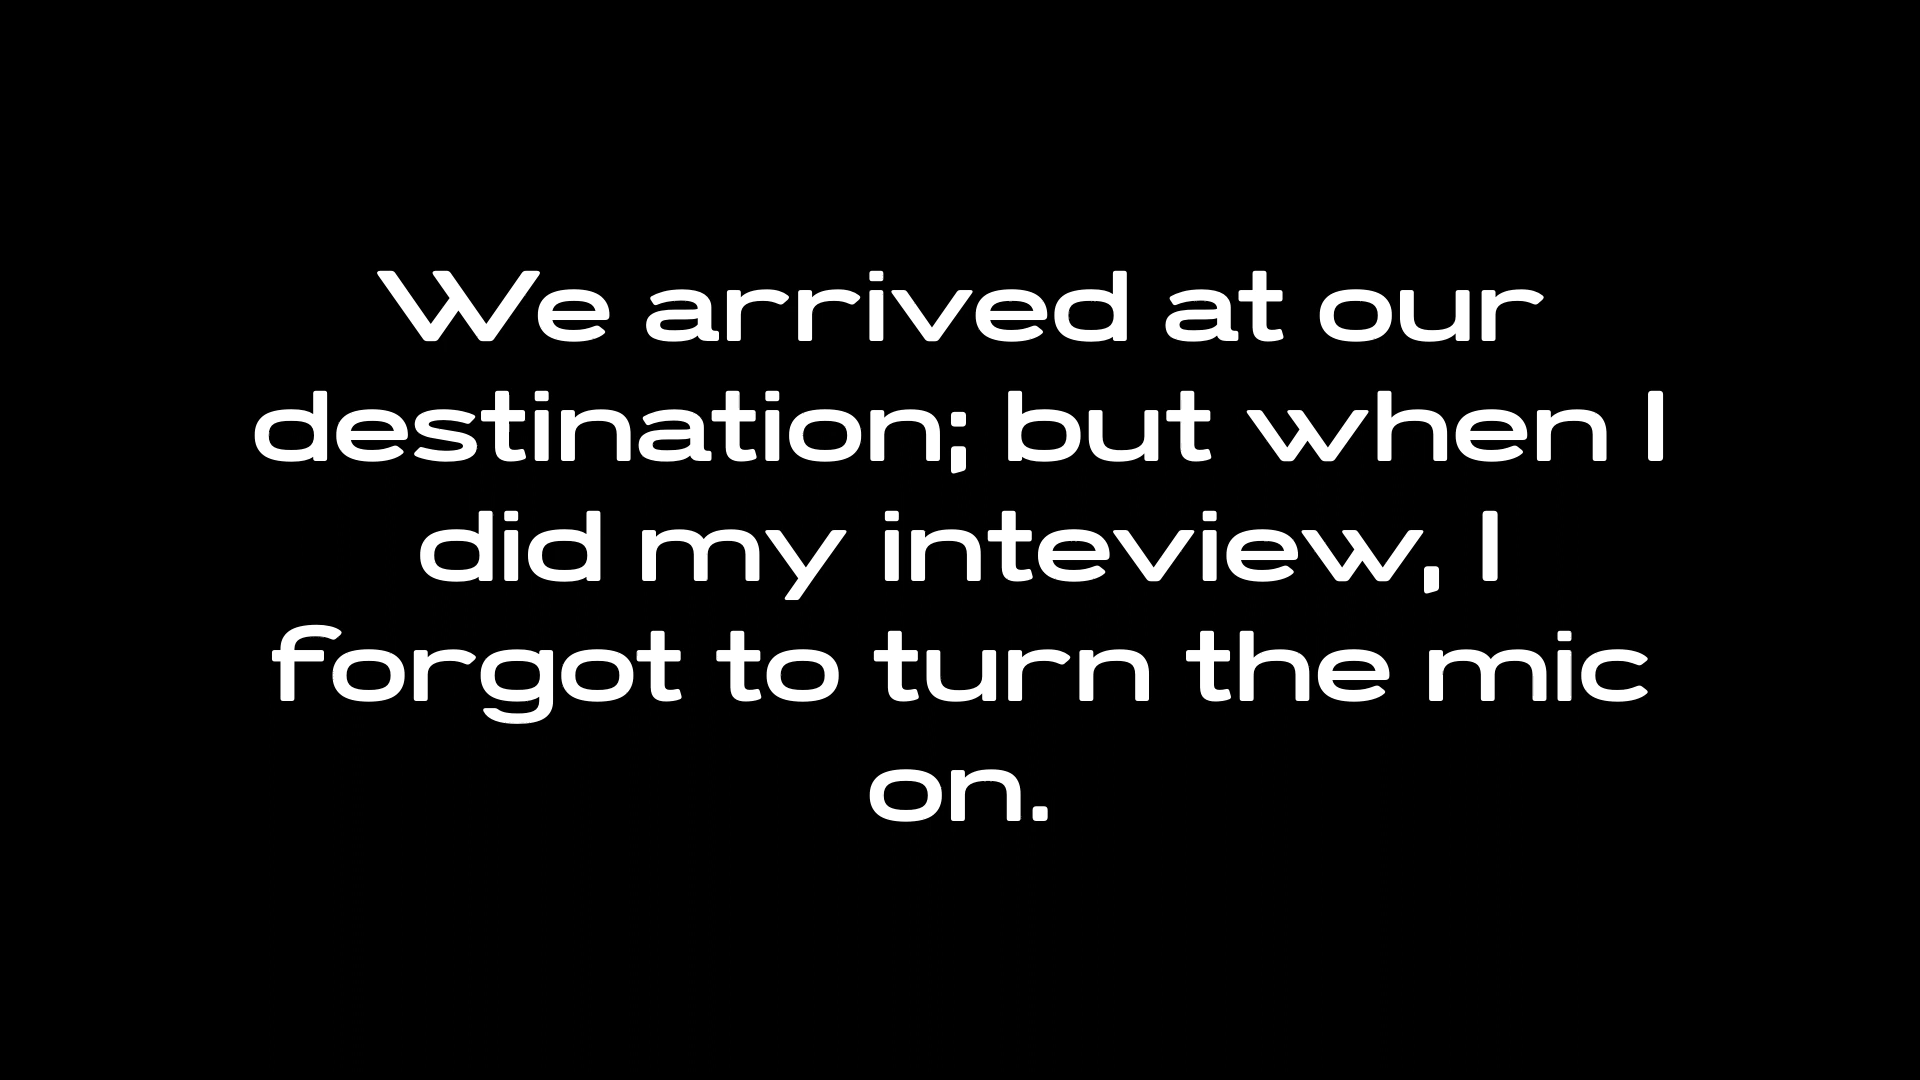 We arrived at our
destination; but when I
did my inteview, I
forgot to turn the mic
on.